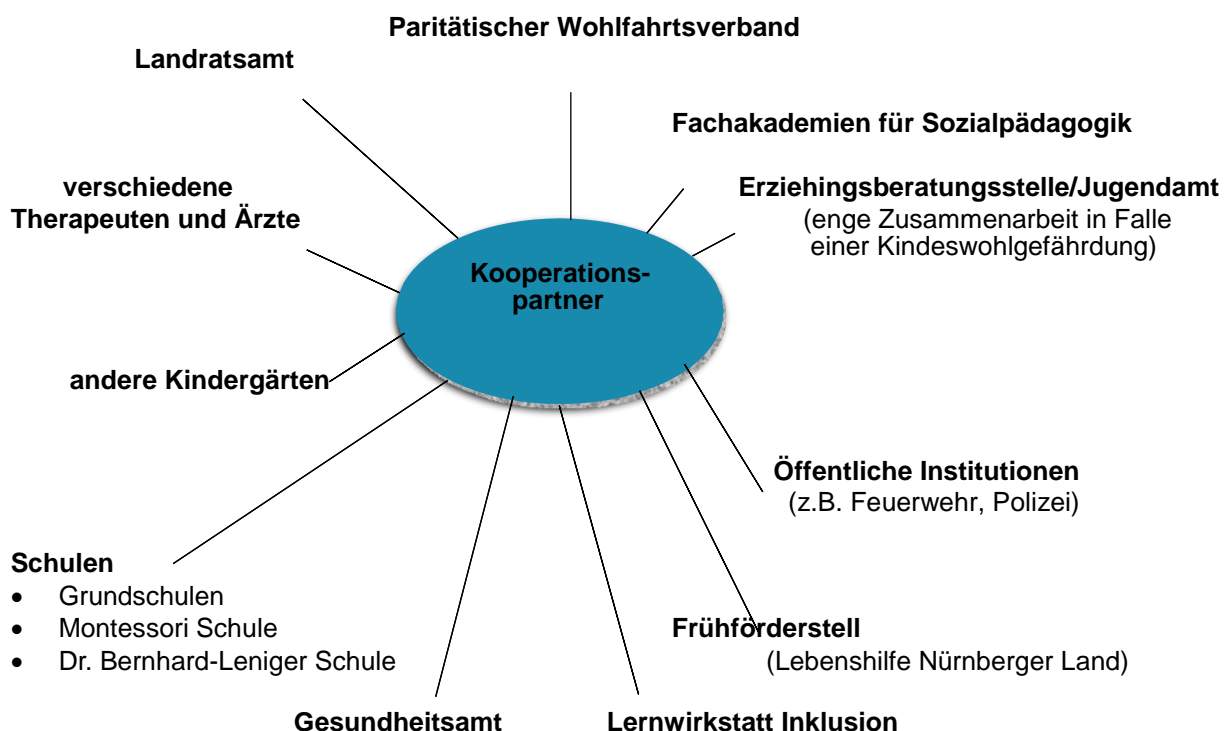 Paritätischer Wohlfahrtsverband
Landratsamt
Fachakademien für Sozialpädagogik
verschiedene
Therapeuten und Ärzte
Erziehingsberatungsstelle/Jugendamt
(enge Zusammenarbeit in Falle
einer Kindeswohlgefährdung)
Kooperations-
partner
andere Kindergärten
Öffentliche Institutionen
(z.B. Feuerwehr, Polizei)
Schulen
• Grundschulen
• Montessori Schule
• Dr. Bernhard-Leniger Schule
Frühförderstell
(Lebenshilfe Nürnberger Land)
Gesundheitsamt
Lernwirkstatt Inklusion